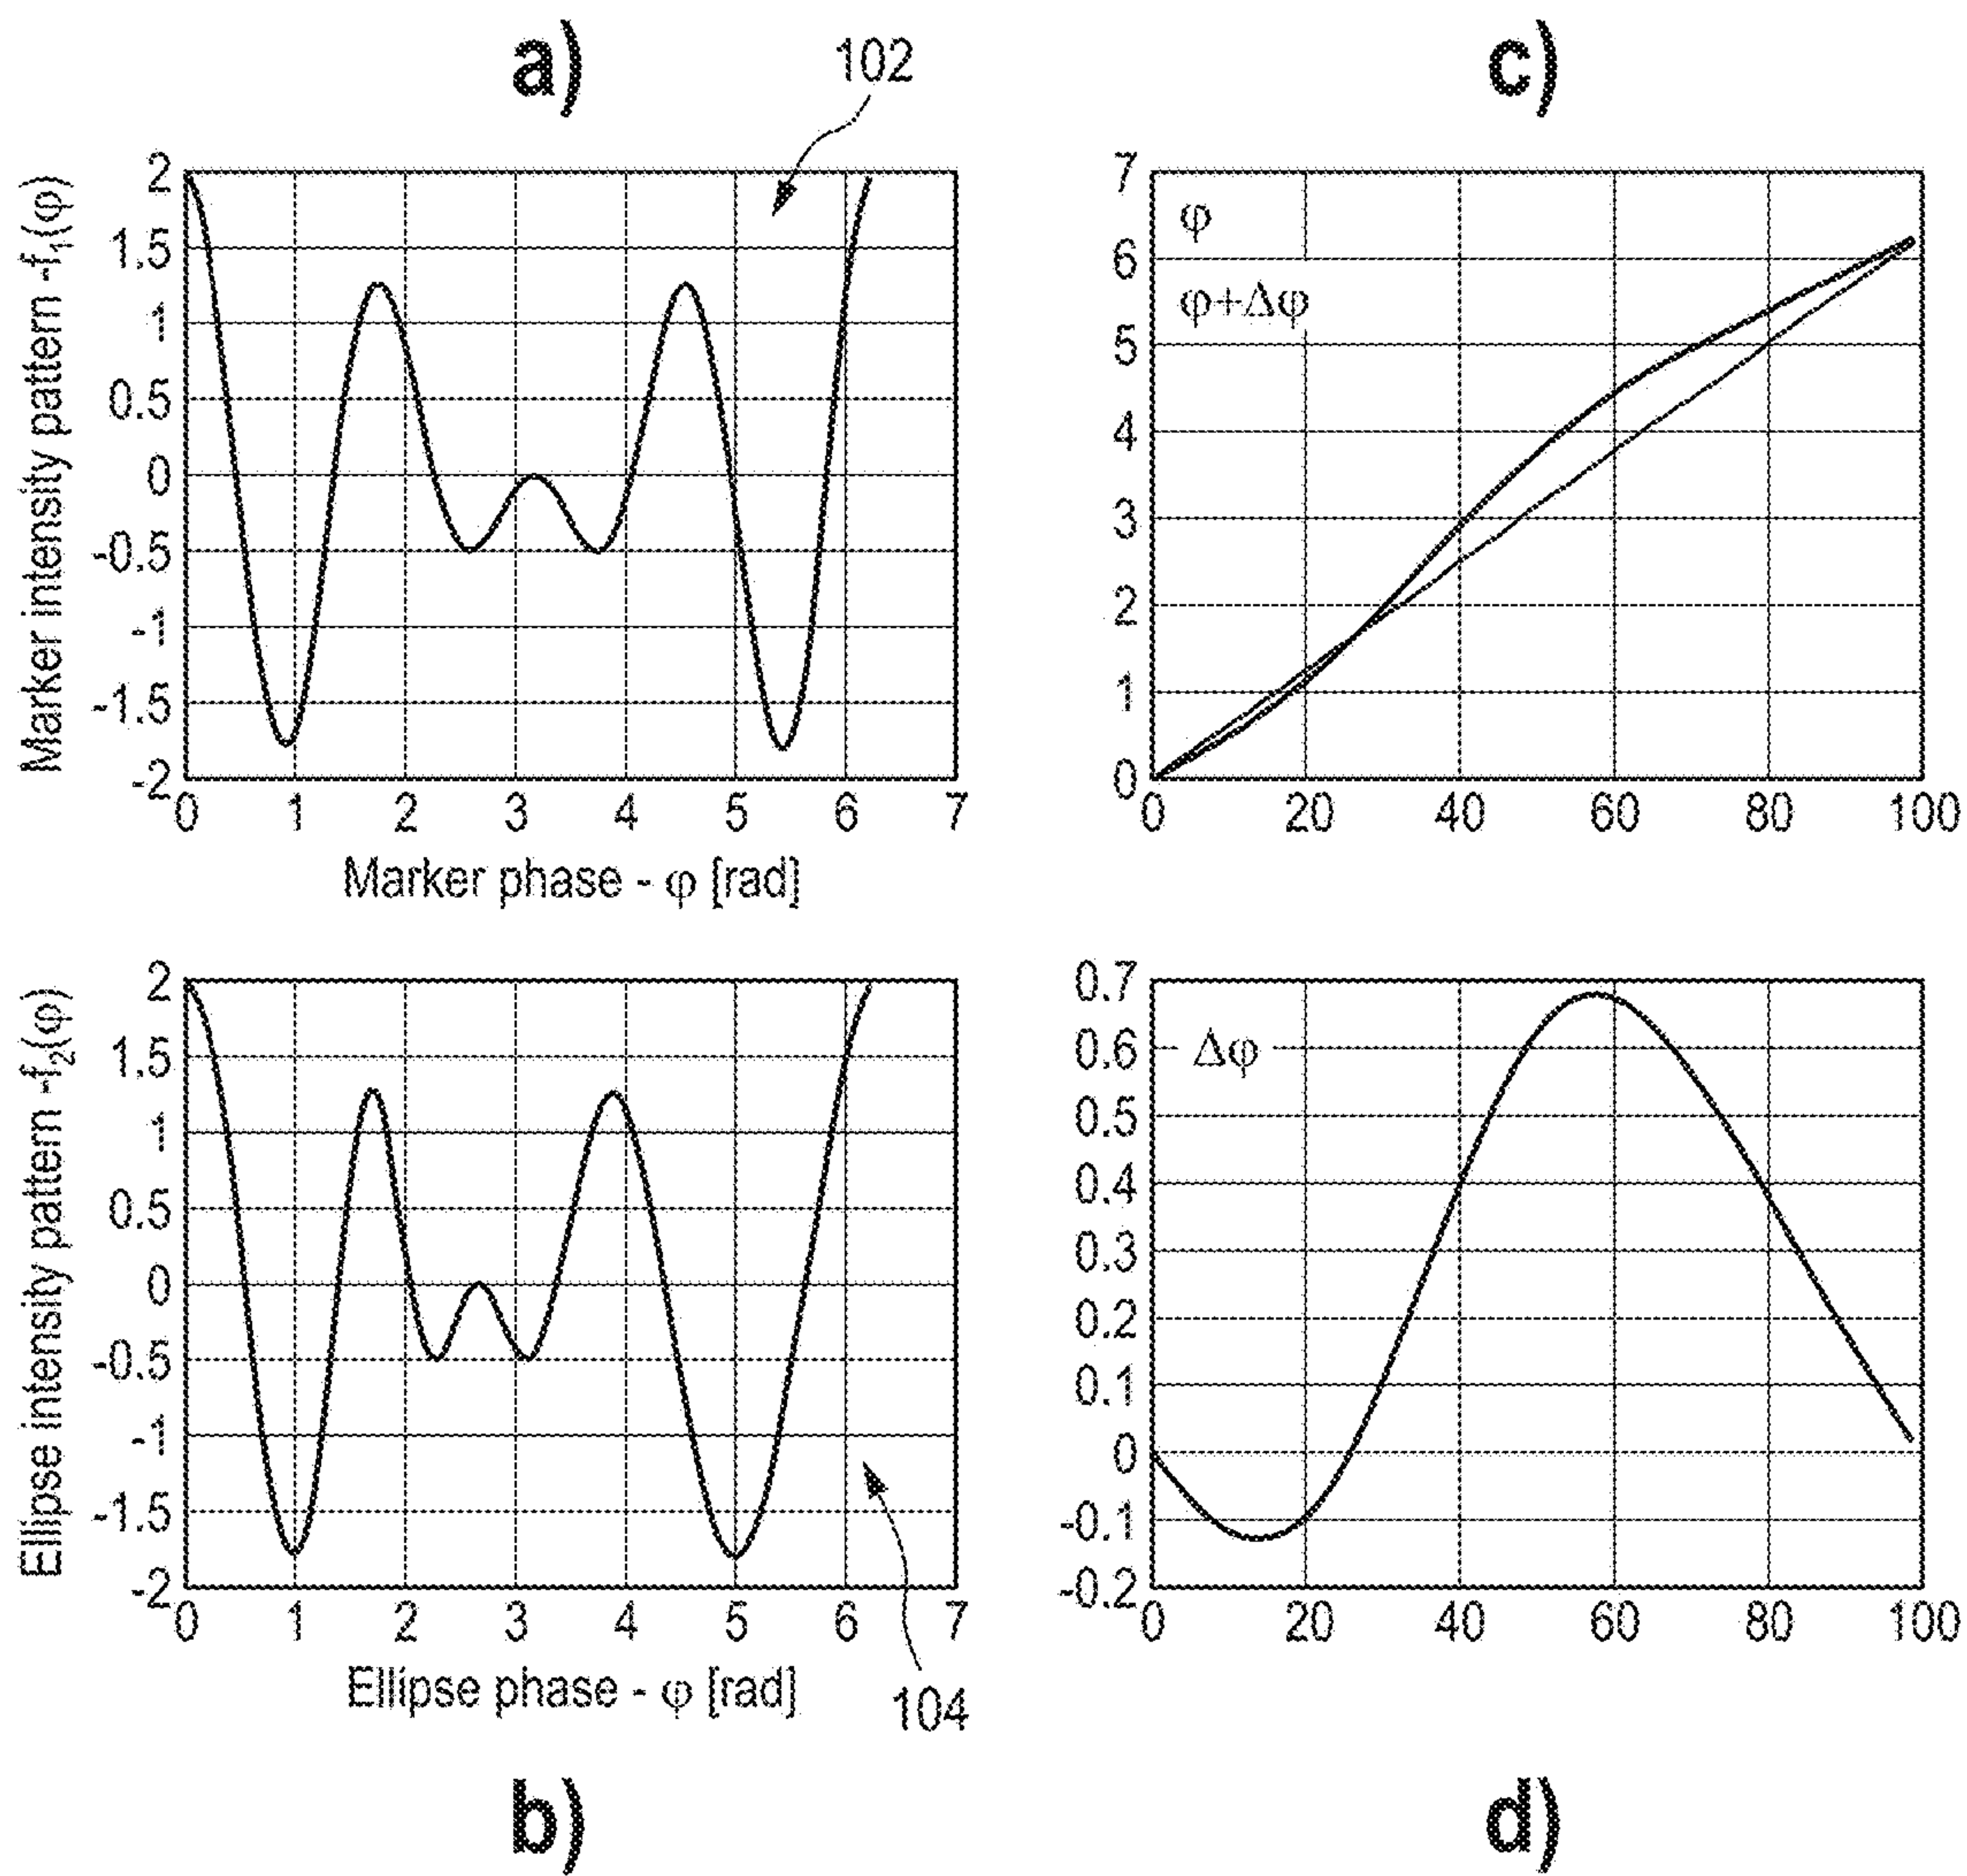 a)
102
Marker intensity pattern -f₁(φ)
2
1.5
1
0.5
0
-0.5
-1
-1.5
-2
0 1 2 3 4 5 6 7
Marker phase - φ [rad]
c)
φ
φ+Δφ
7
6
5
4
3
2
1
0
0 20 40 60 80 100
Ellipse intensity pattern -f₂(φ)
2
1.5
1
0.5
0
-0.5
-1
-1.5
-2
0 1 2 3 4 5 6 7
Ellipse phase - φ [rad]
104
b)
Δφ
0.7
0.6
0.5
0.4
0.3
0.2
0.1
0
-0.1
-0.2
0 20 40 60 80 100
d)